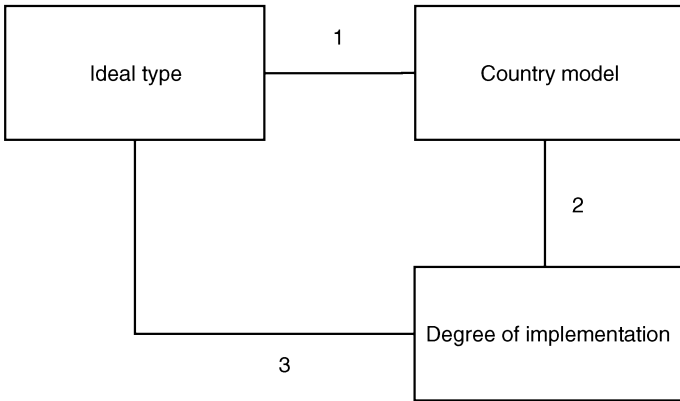 1
Ideal type
Country model
2
Degree of implementation
3